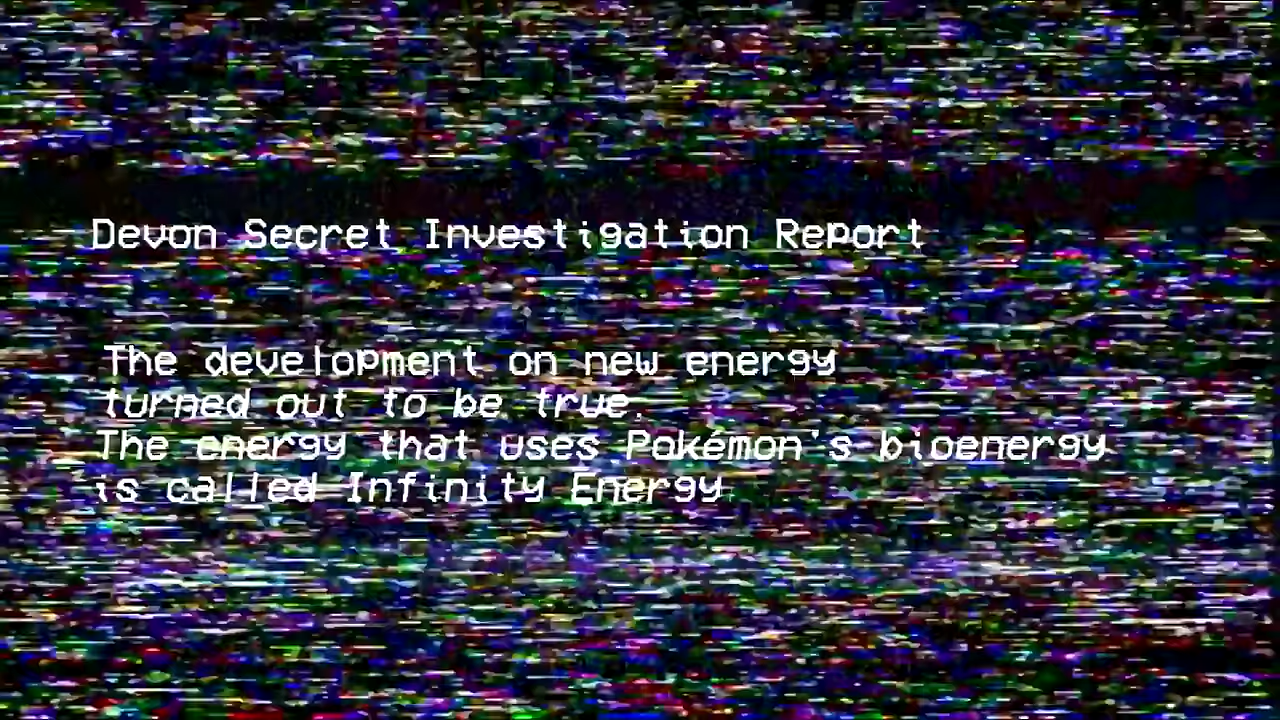 Devon Secret Investigation Report
The development on new energy
turned out to be true.
The energy that uses Pokémon's bioenergy
is called Infinity Energy.